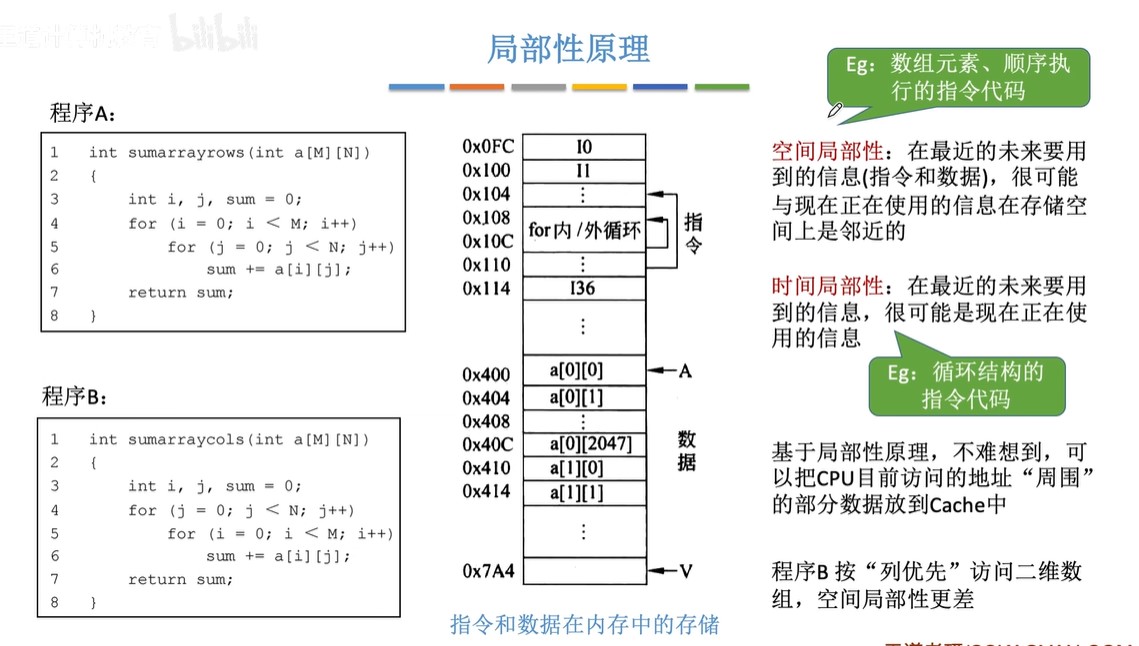 bilibili
局部性原理
Eg：数组元素、顺序执
行的指令代码
程序A：
1 int sumarrayrows(int a[M][N])
2 {
3 int i, j, sum = 0;
4 for (i = 0; i < M; i++)
5 for (j = 0; j < N; j++)
6 sum += a[i][j];
7 return sum;
8 }
程序B：
1 int sumarraycols(int a[M][N])
2 {
3 int i, j, sum = 0;
4 for (j = 0; j < N; j++)
5 for (i = 0; i < M; i++)
6 sum += a[i][j];
7 return sum;
8 }
0x0FC I0
0x100 I1
0x104 ⋮
0x108
for内/外循环
0x10C
0x110 ⋮
0x114 I36
⋮
0x400 a[0][0]
0x404 a[0][1]
0x408 ⋮
0x40C a[0][2047]
0x410 a[1][0]
0x414 a[1][1]
⋮
0x7A4
指令
A
数据
V
指令和数据在内存中的存储
空间局部性：在最近的未来要用
到的信息(指令和数据)，很可能
与现在正在使用的信息在存储空
间上是邻近的
时间局部性：在最近的未来要用
到的信息，很可能是现在正在使
用的信息
Eg：循环结构的
指令代码
基于局部性原理，不难想到，可
以把CPU目前访问的地址“周围”
的部分数据放到Cache中
程序B 按“列优先”访问二维数
组，空间局部性更差